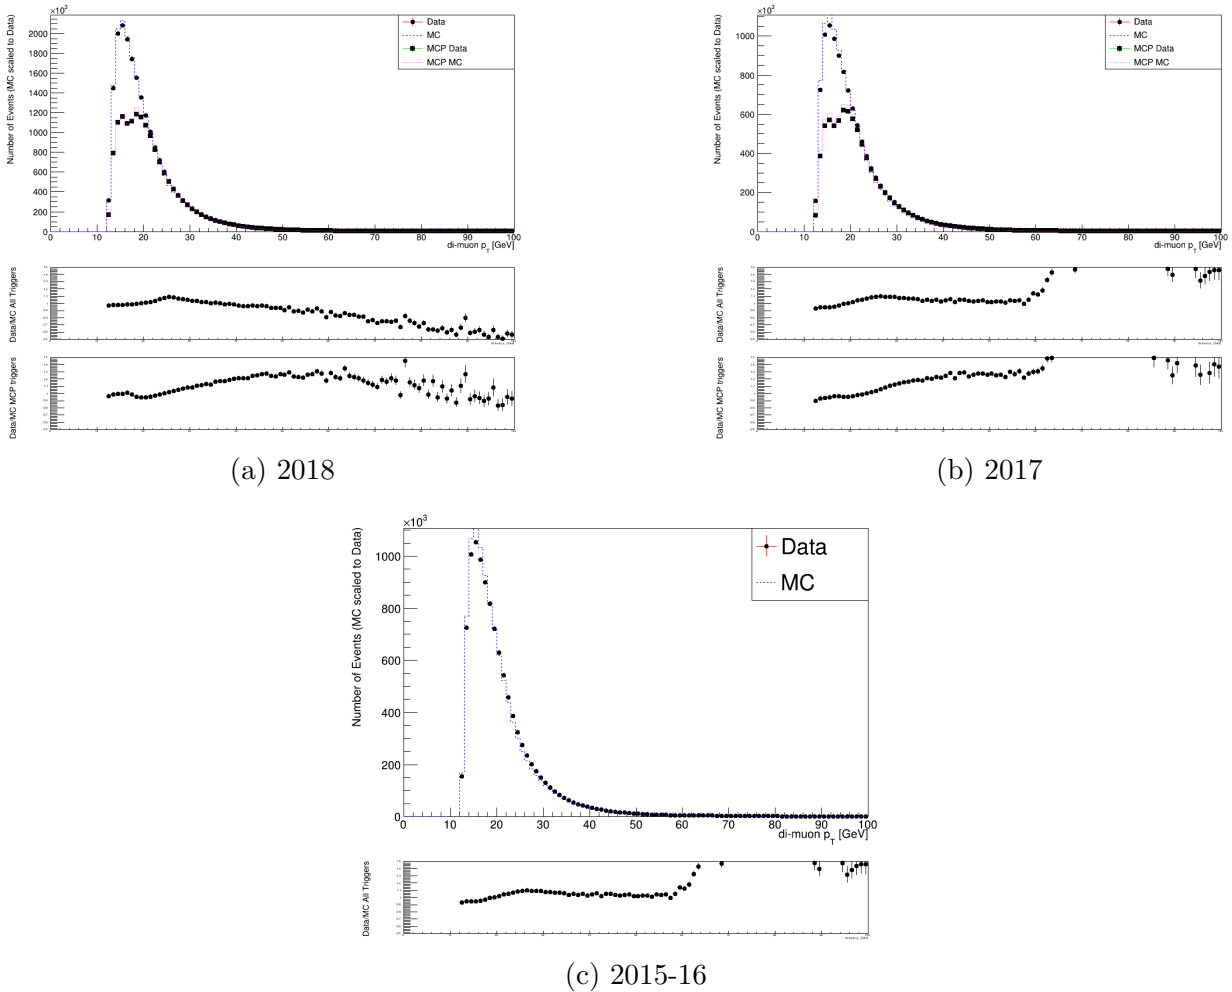 ×10³
Number of Events (MC scaled to Data)
2000
1800
1600
1400
1200
1000
800
600
400
200
0
Data
MC
MCP Data
MCP MC
0 10 20 30 40 50 60 70 80 90 100
di-muon p_T [GeV]
Data/MC All Triggers
Data/MC MCP triggers
(a) 2018
×10³
Number of Events (MC scaled to Data)
1000
800
600
400
200
0
Data
MC
MCP Data
MCP MC
0 10 20 30 40 50 60 70 80 90 100
di-muon p_T [GeV]
Data/MC All Triggers
Data/MC MCP triggers
(b) 2017
×10³
Number of Events (MC scaled to Data)
1000
800
600
400
200
0
Data
MC
0 10 20 30 40 50 60 70 80 90 100
di-muon p_T [GeV]
Data/MC All Triggers
(c) 2015-16